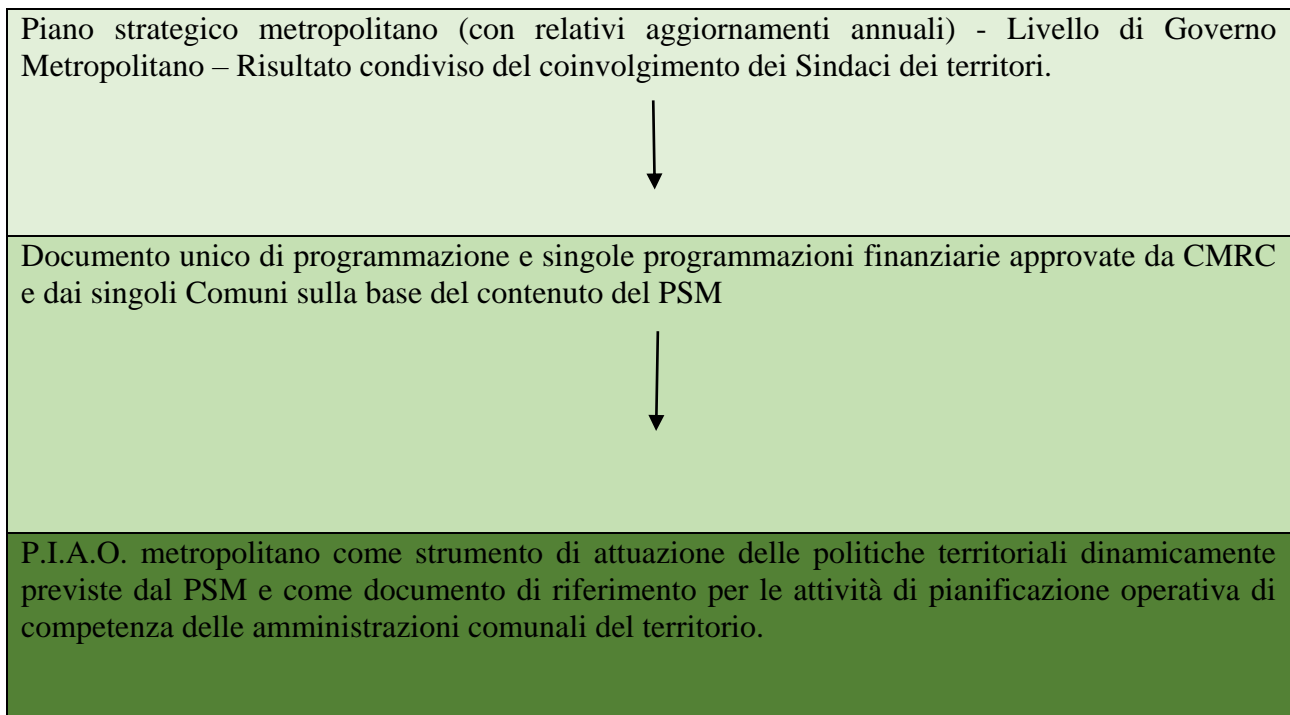 Piano strategico metropolitano (con relativi aggiornamenti annuali) - Livello di Governo
Metropolitano – Risultato condiviso del coinvolgimento dei Sindaci dei territori.
Documento unico di programmazione e singole programmazioni finanziarie approvate da CMRC
e dai singoli Comuni sulla base del contenuto del PSM
P.I.A.O. metropolitano come strumento di attuazione delle politiche territoriali dinamicamente
previste dal PSM e come documento di riferimento per le attività di pianificazione operativa di
competenza delle amministrazioni comunali del territorio.